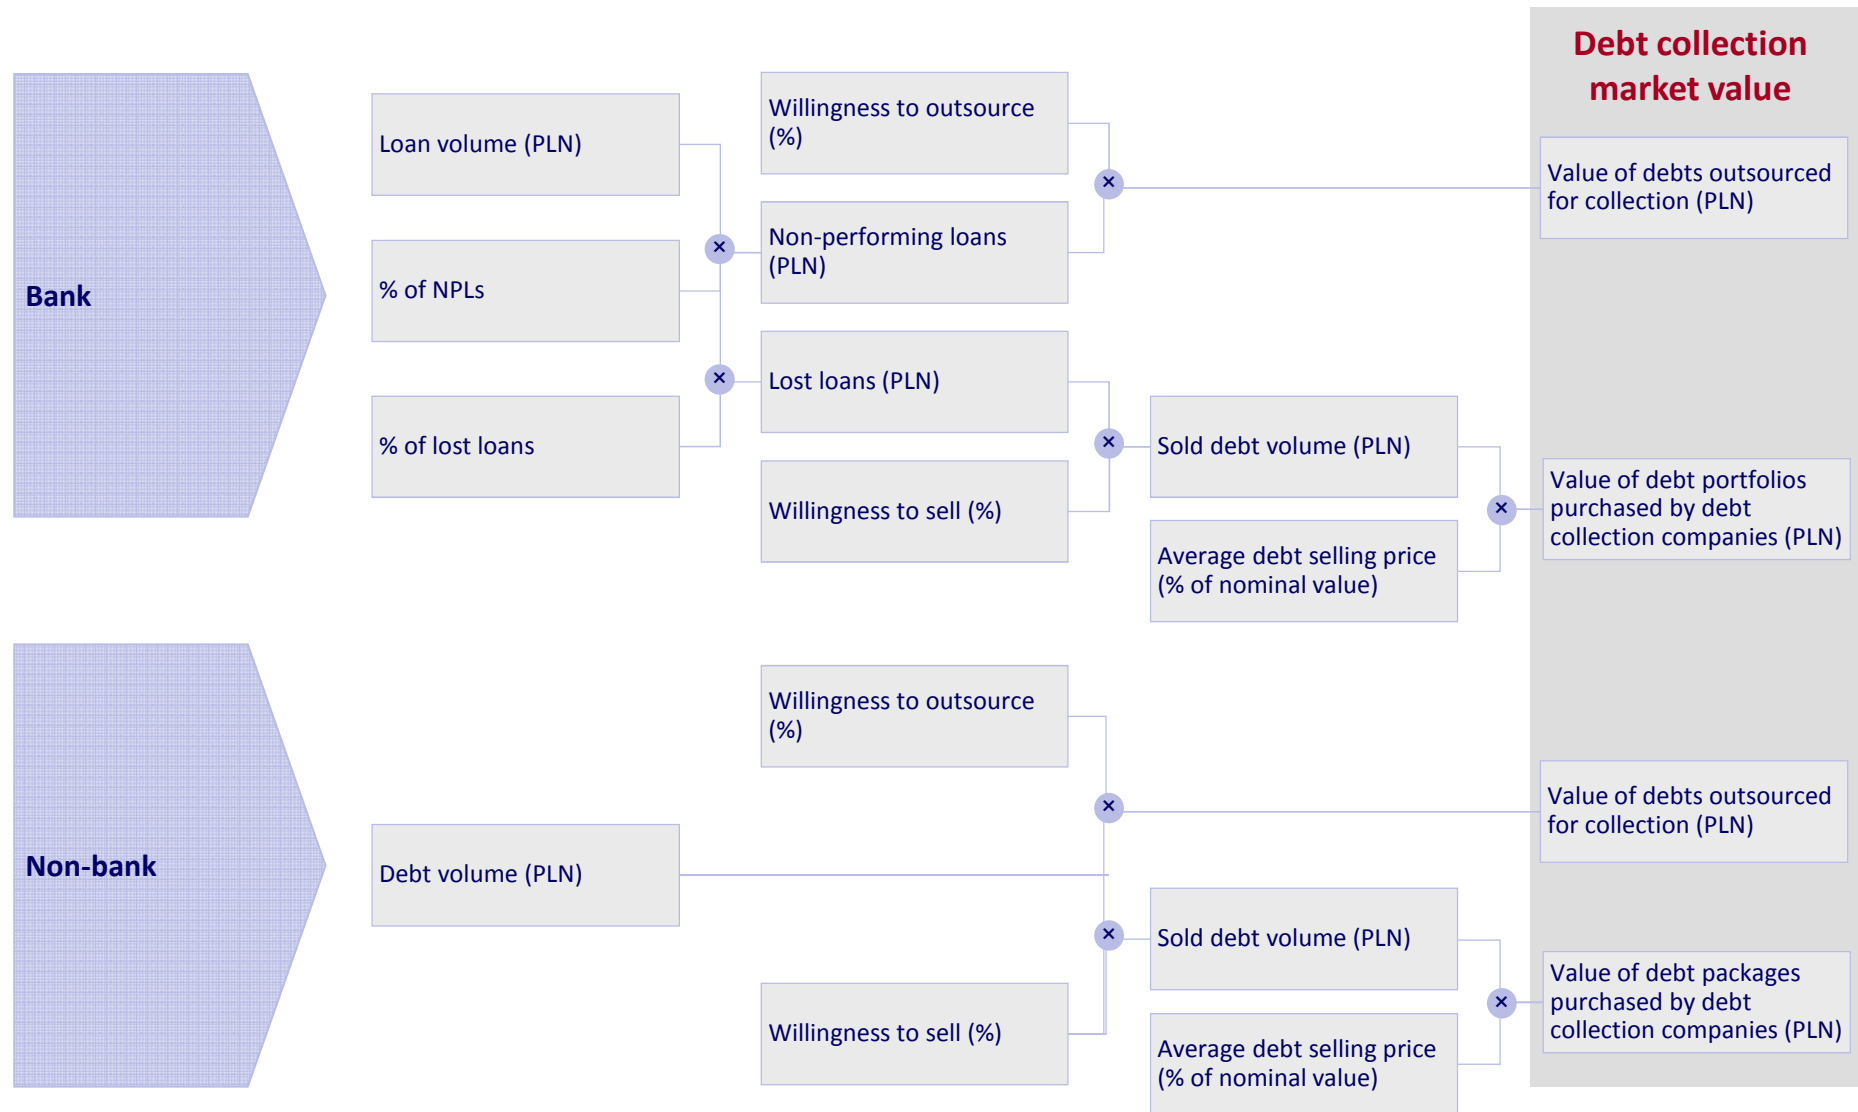 Debt collection
market value
Bank
Loan volume (PLN)
% of NPLs
% of lost loans
Willingness to outsource
(%)
×
Non-performing loans
(PLN)
×
×
Lost loans (PLN)
Willingness to sell (%)
×
Sold debt volume (PLN)
Average debt selling price
(% of nominal value)
×
Value of debts outsourced
for collection (PLN)
Value of debt portfolios
purchased by debt
collection companies (PLN)
Non-bank
Debt volume (PLN)
Willingness to outsource
(%)
×
Willingness to sell (%)
×
Sold debt volume (PLN)
Average debt selling price
(% of nominal value)
×
Value of debts outsourced
for collection (PLN)
Value of debt packages
purchased by debt
collection companies (PLN)